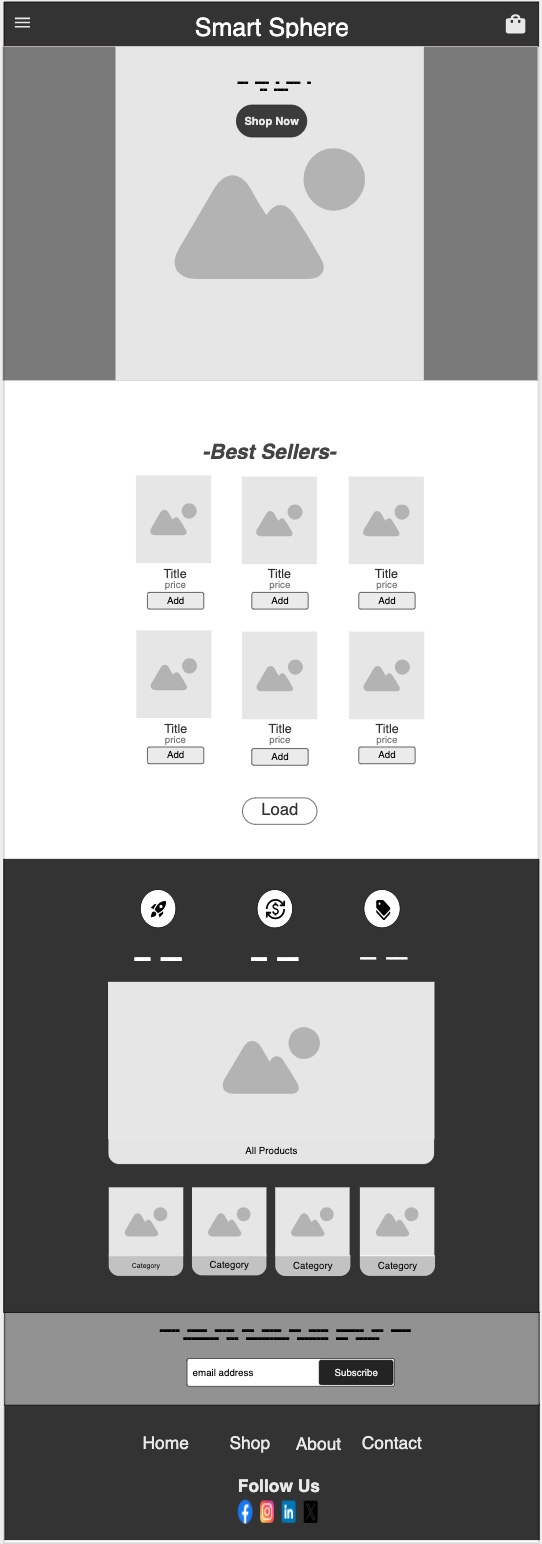 Smart Sphere
Shop Now
-Best Sellers-
Title Title Title
price price price
Add Add Add
Title Title Title
price price price
Add Add Add
Load
All Products
Category Category Category Category
email address Subscribe
Home Shop About Contact
Follow Us